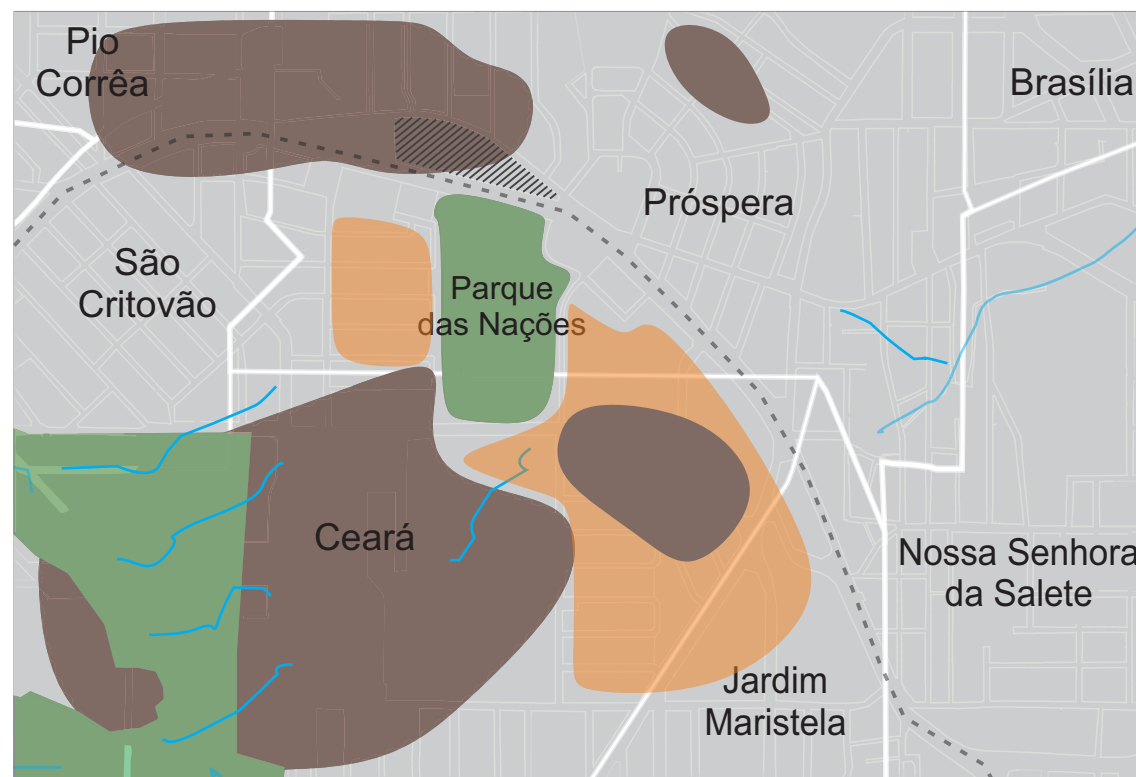 Pio
Corrêa
Brasília
Próspera
São
Critovão
Parque
das Nações
Ceará
Nossa Senhora
da Salete
Jardim
Maristela